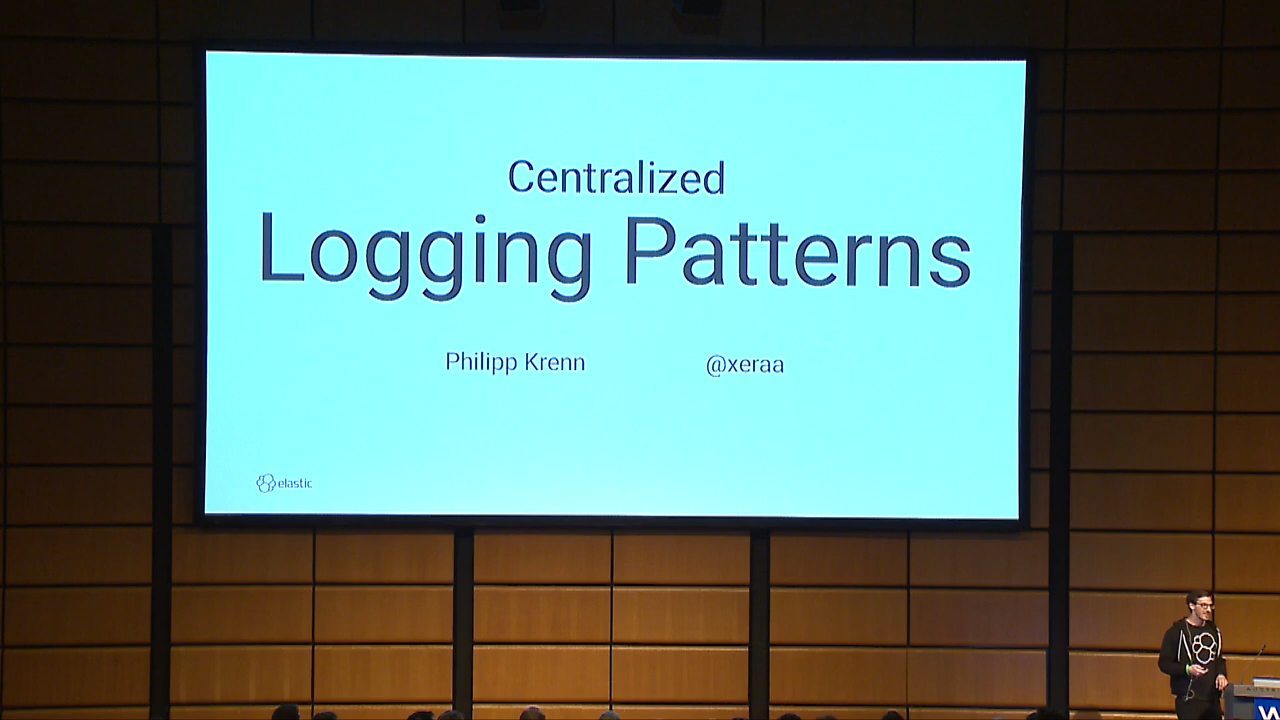 Centralized
Logging Patterns
Philipp Krenn @xeraa
elastic